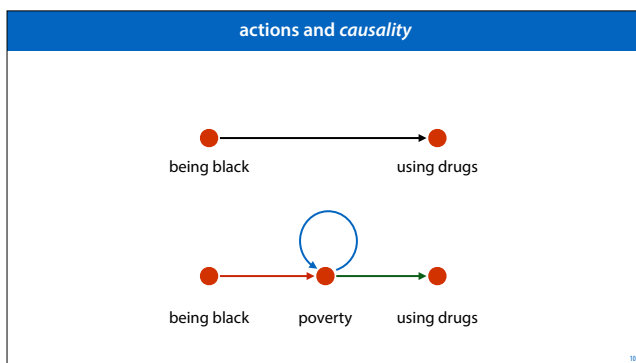 actions and causality
being black using drugs
being black poverty using drugs
10